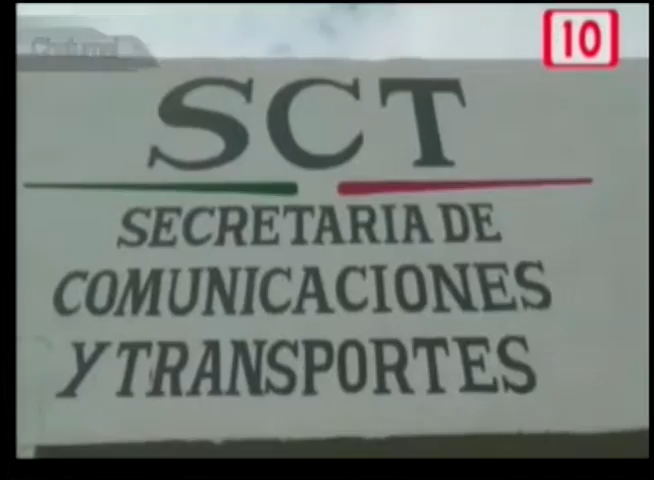 10
SCT
SECRETARIA DE
COMUNICACIONES
Y TRANSPORTES